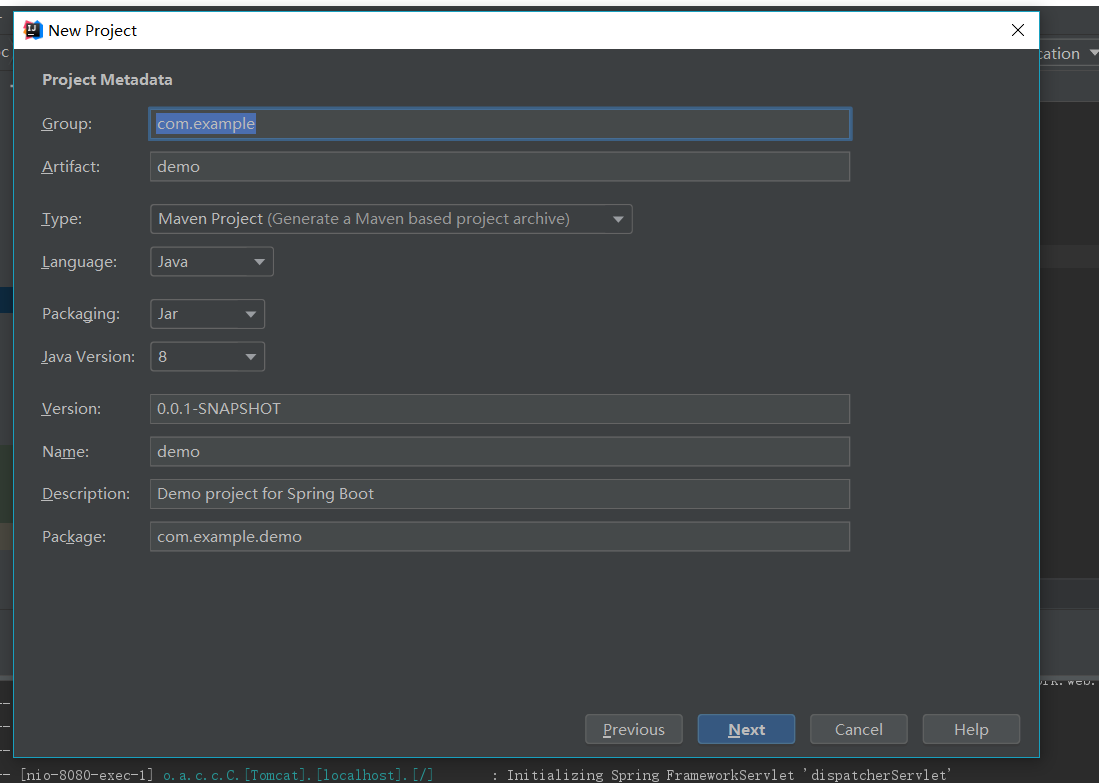 New Project
cation
Project Metadata
Group: com.example
Artifact: demo
Type: Maven Project (Generate a Maven based project archive)
Language: Java
Packaging: Jar
Java Version: 8
Version: 0.0.1-SNAPSHOT
Name: demo
Description: Demo project for Spring Boot
Package: com.example.demo
Previous Next Cancel Help
[nio-8080-exec-1] o.a.c.c.C.[Tomcat].[localhost].[/] : Initializing Spring FrameworkServlet 'dispatcherServlet'